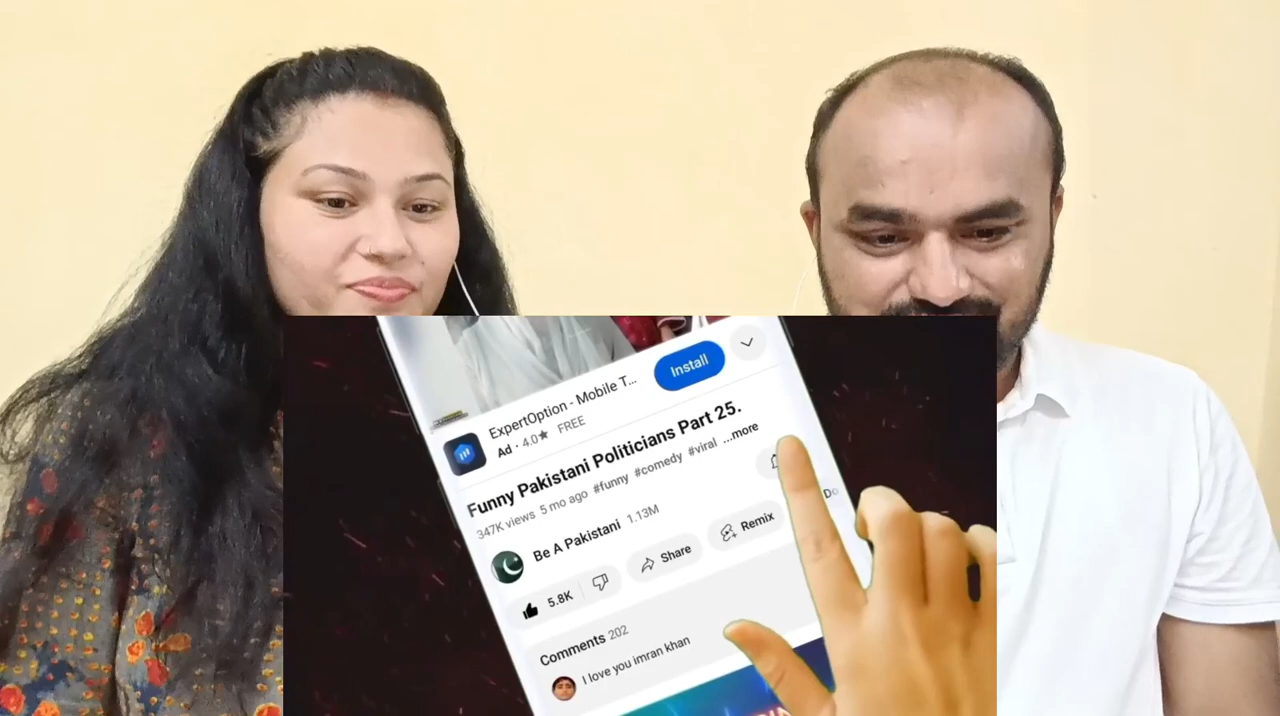 ExpertOption - Mobile T...
Ad · 4.0★ FREE
Install
Funny Pakistani Politicians Part 25.
347K views 5 mo ago #funny #comedy #viral ...more
Be A Pakistani 1.13M
5.8K
Share
Remix
Do
Comments 202
I love you imran khan